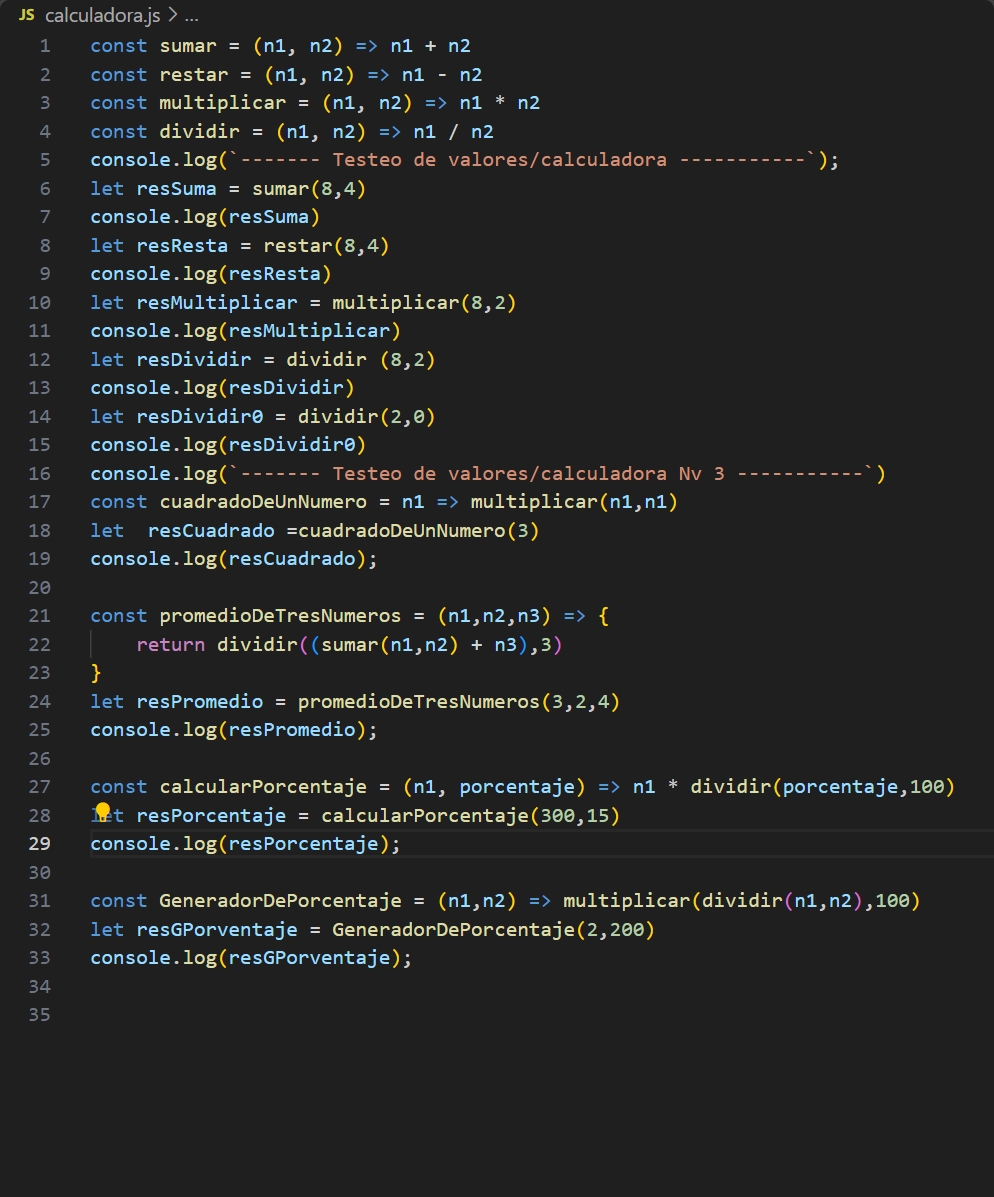 JS calculadora.js > ...
1 const sumar = (n1, n2) => n1 + n2
2 const restar = (n1, n2) => n1 - n2
3 const multiplicar = (n1, n2) => n1 * n2
4 const dividir = (n1, n2) => n1 / n2
5 console.log(`------- Testeo de valores/calculadora -----------`);
6 let resSuma = sumar(8,4)
7 console.log(resSuma)
8 let resResta = restar(8,4)
9 console.log(resResta)
10 let resMultiplicar = multiplicar(8,2)
11 console.log(resMultiplicar)
12 let resDividir = dividir (8,2)
13 console.log(resDividir)
14 let resDividir0 = dividir(2,0)
15 console.log(resDividir0)
16 console.log(`------- Testeo de valores/calculadora Nv 3 -----------`)
17 const cuadradoDeUnNumero = n1 => multiplicar(n1,n1)
18 let  resCuadrado =cuadradoDeUnNumero(3)
19 console.log(resCuadrado);
20
21 const promedioDeTresNumeros = (n1,n2,n3) => {
22     return dividir((sumar(n1,n2) + n3),3)
23 }
24 let resPromedio = promedioDeTresNumeros(3,2,4)
25 console.log(resPromedio);
26
27 const calcularPorcentaje = (n1, porcentaje) => n1 * dividir(porcentaje,100)
28 let resPorcentaje = calcularPorcentaje(300,15)
29 console.log(resPorcentaje);
30
31 const GeneradorDePorcentaje = (n1,n2) => multiplicar(dividir(n1,n2),100)
32 let resGPorventaje = GeneradorDePorcentaje(2,200)
33 console.log(resGPorventaje);
34
35